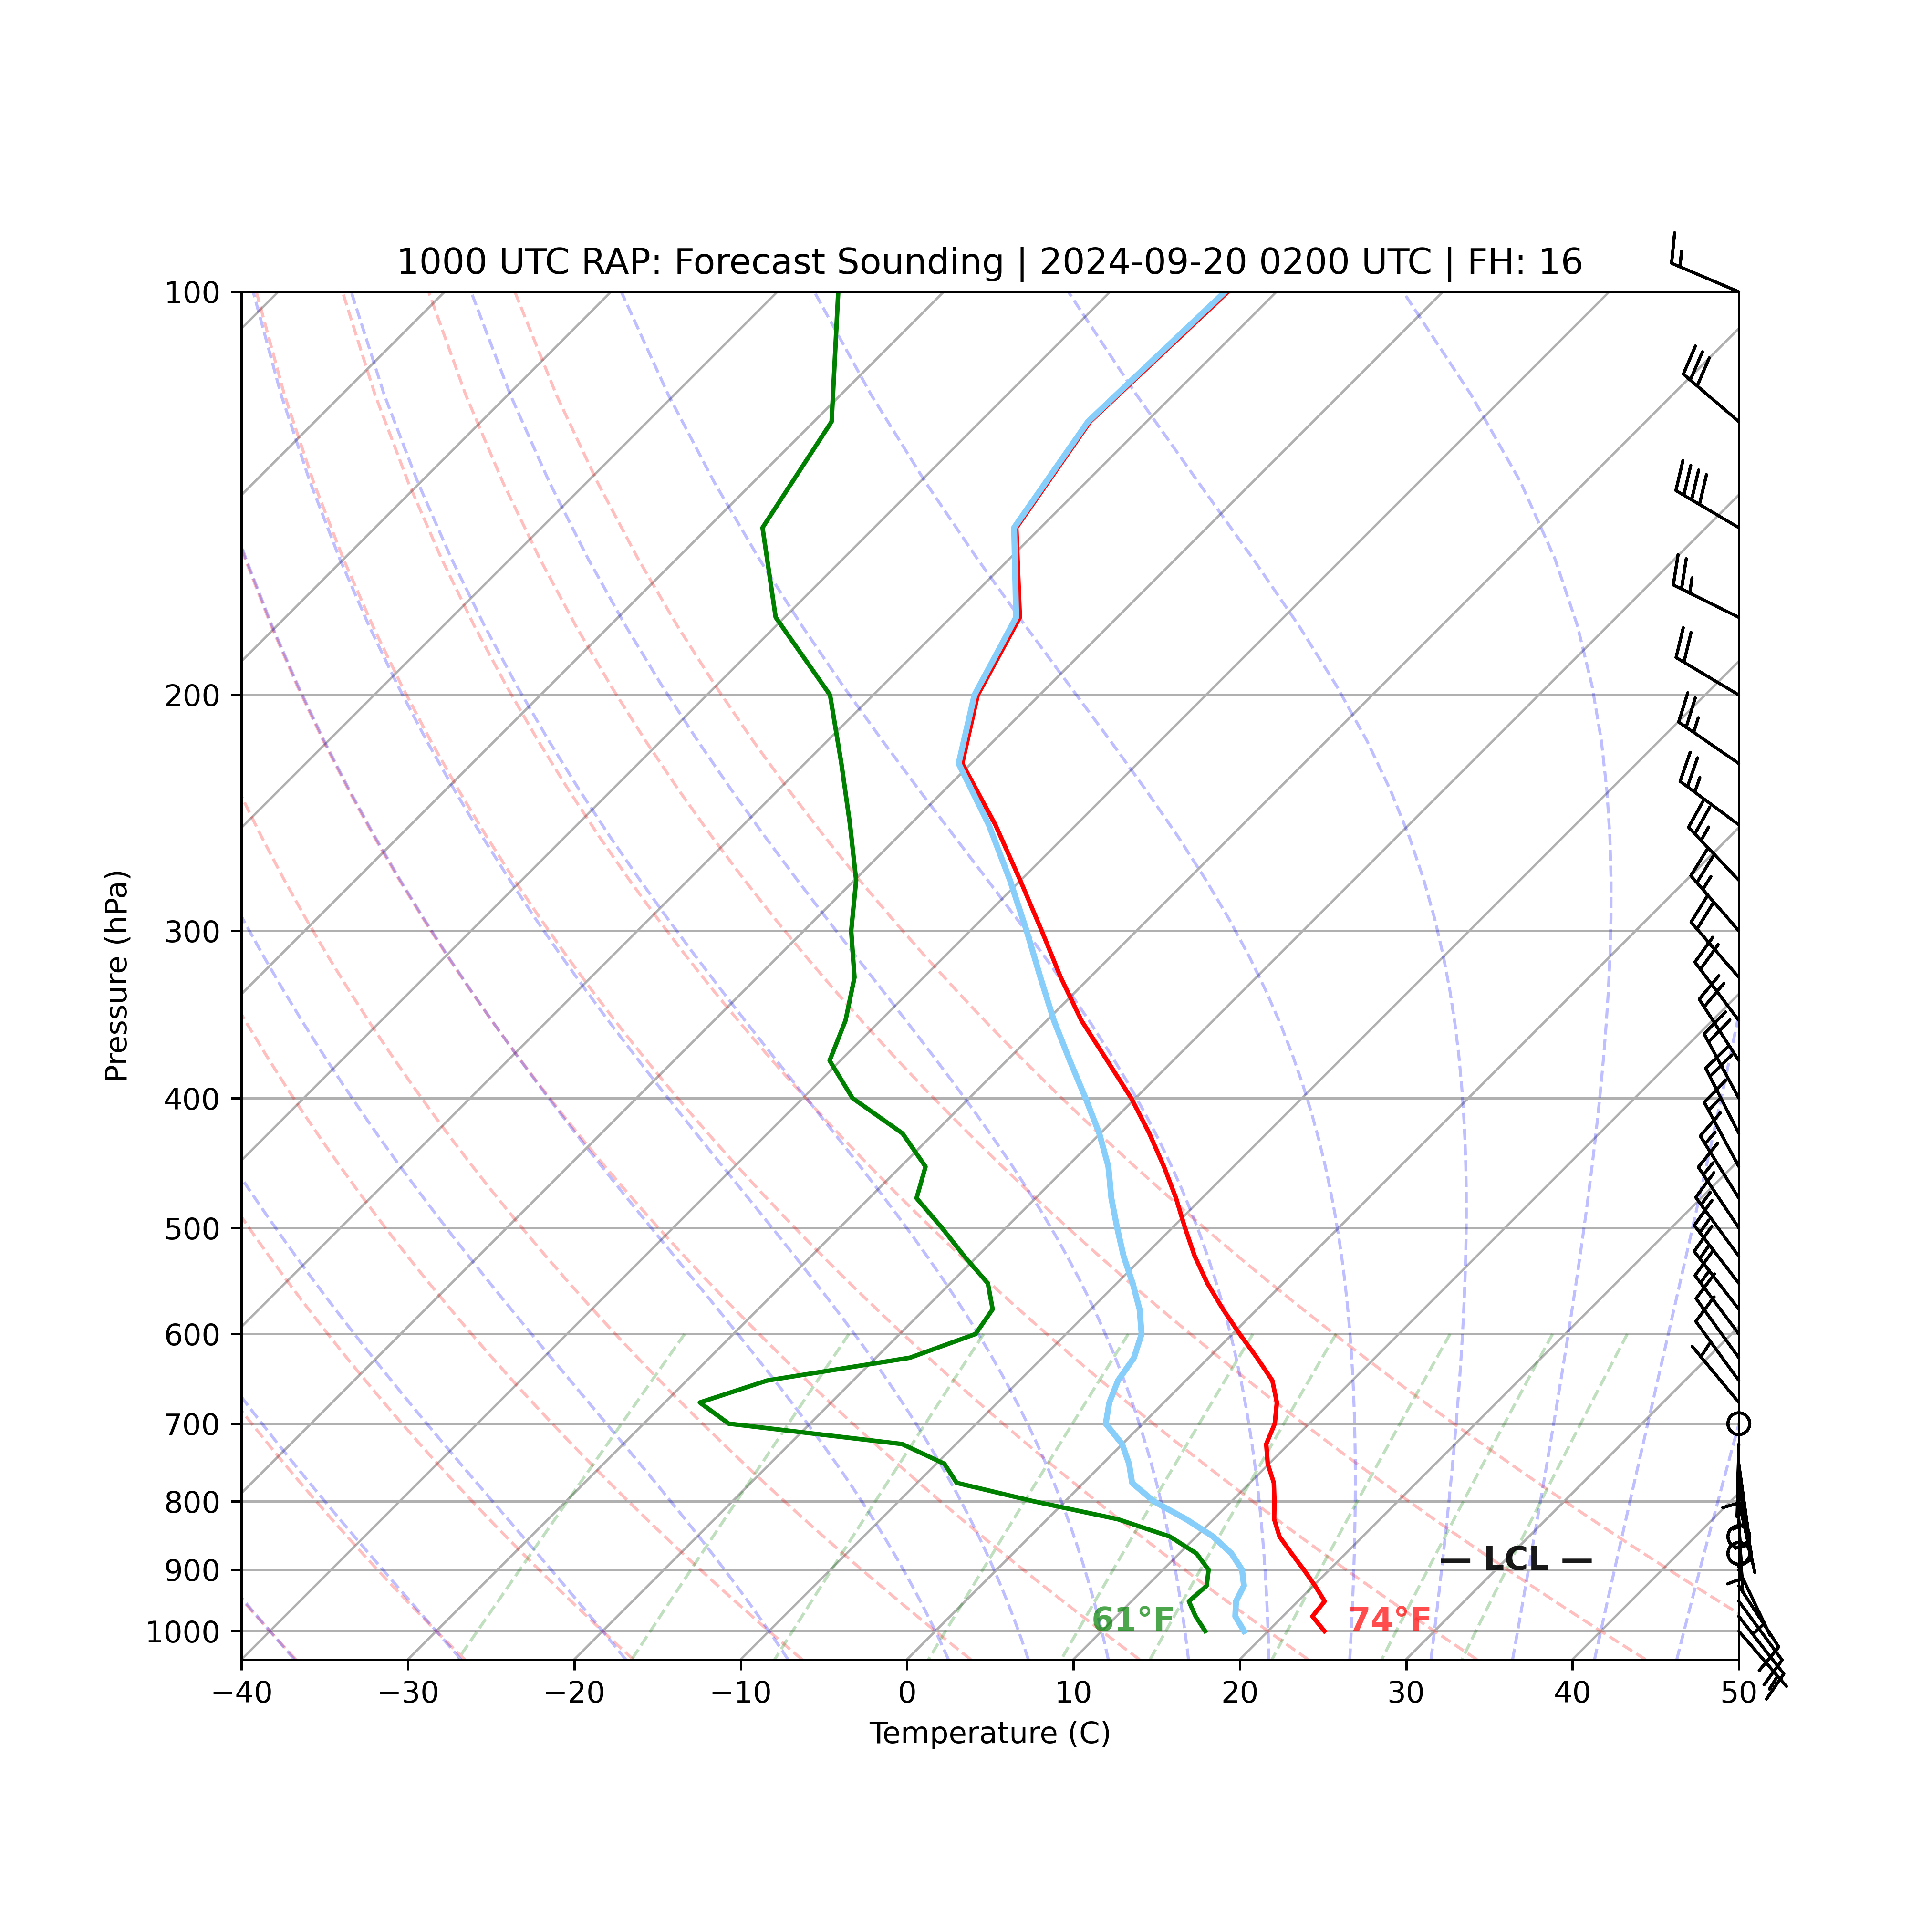 1000 UTC RAP: Forecast Sounding | 2024-09-20 0200 UTC | FH: 16
100
200
300
400
500
600
700
800
900
1000
Pressure (hPa)
— LCL —
61°F
74°F
−40 −30 −20 −10 0 10 20 30 40 50
Temperature (C)